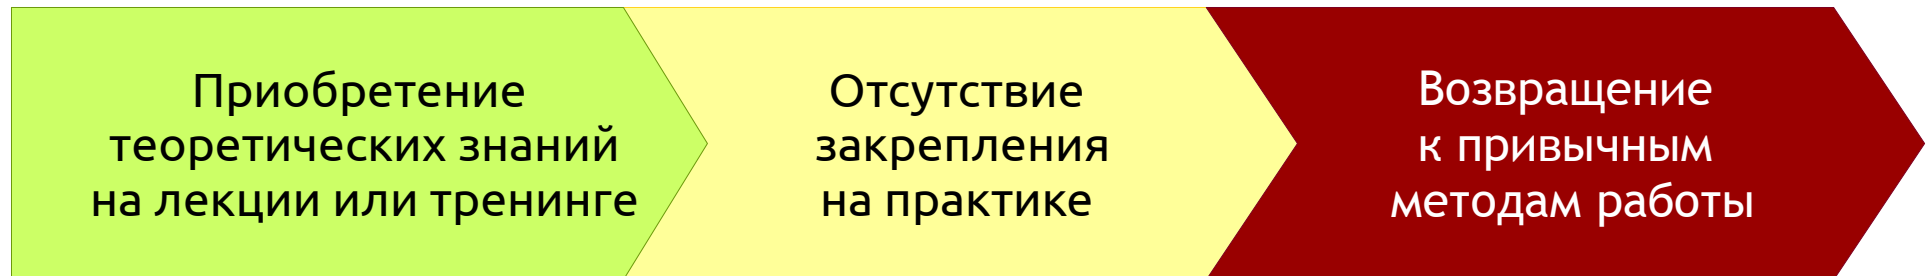 Приобретение
теоретических знаний
на лекции или тренинге
Отсутствие
закрепления
на практике
Возвращение
к привычным
методам работы